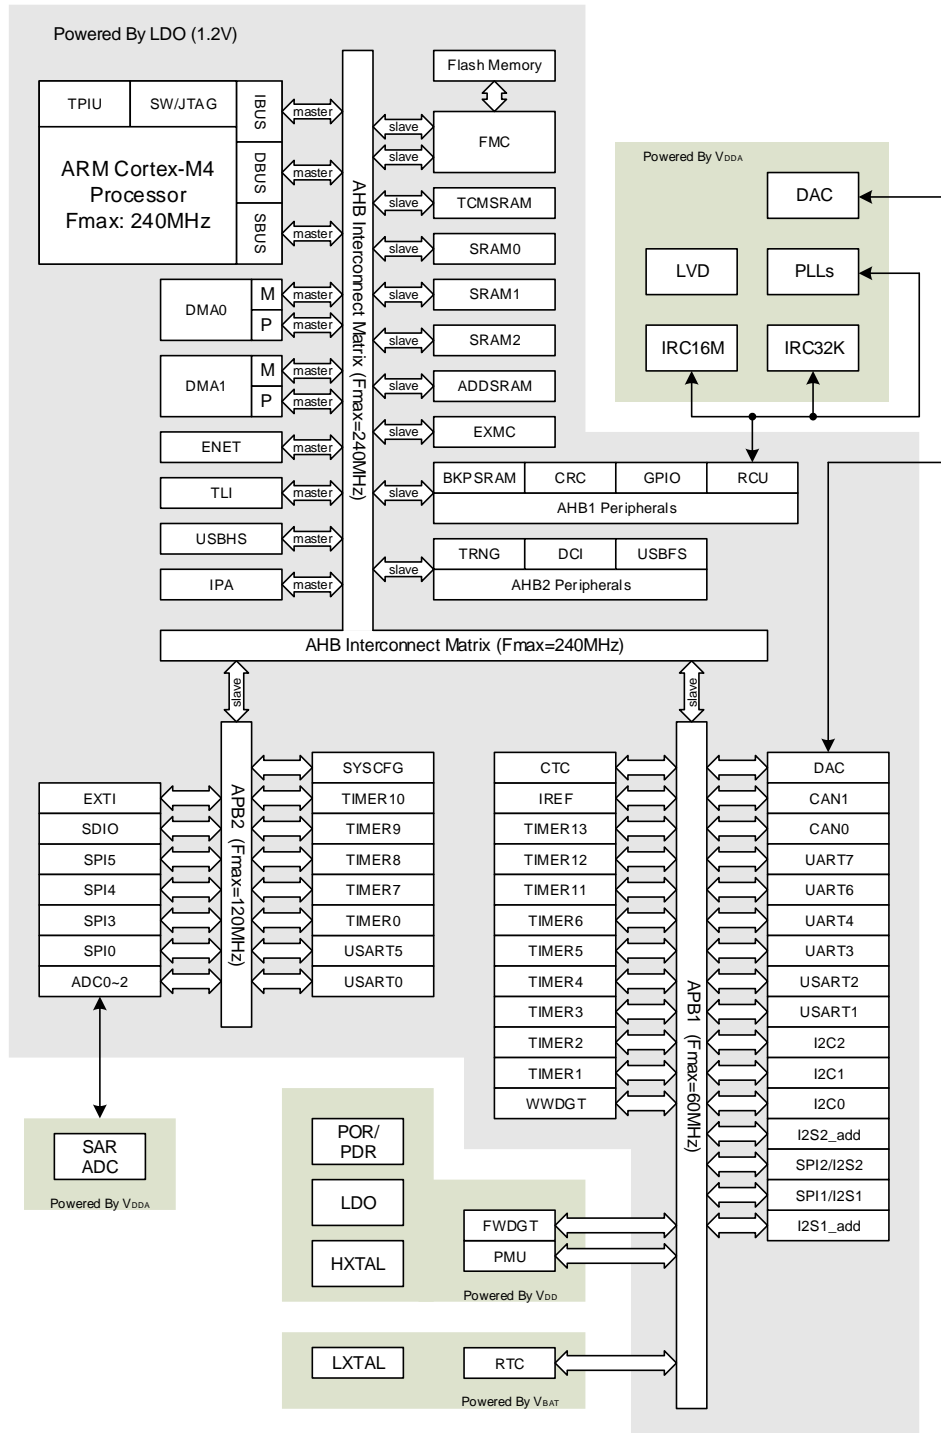 Powered By LDO (1.2V)
TPIU
SW/JTAG
IBUS
DBUS
SBUS
ARM Cortex-M4
Processor
Fmax: 240MHz
master
master
master
DMA0
M
P
master
master
DMA1
M
P
master
master
ENET
master
TLI
master
USBHS
master
IPA
master
AHB Interconnect Matrix (Fmax=240MHz)
Flash Memory
slave
slave
FMC
slave
TCMSRAM
slave
SRAM0
slave
SRAM1
slave
SRAM2
slave
ADDSRAM
slave
EXMC
slave
BKPSRAM
CRC
GPIO
RCU
AHB1 Peripherals
slave
TRNG
DCI
USBFS
AHB2 Peripherals
Powered By VDDA
DAC
LVD
PLLs
IRC16M
IRC32K
AHB Interconnect Matrix (Fmax=240MHz)
slave
slave
EXTI
SDIO
SPI5
SPI4
SPI3
SPI0
ADC0~2
APB2 (Fmax=120MHz)
SYSCFG
TIMER10
TIMER9
TIMER8
TIMER7
TIMER0
USART5
USART0
CTC
IREF
TIMER13
TIMER12
TIMER11
TIMER6
TIMER5
TIMER4
TIMER3
TIMER2
TIMER1
WWDGT
APB1 (Fmax=60MHz)
DAC
CAN1
CAN0
UART7
UART6
UART4
UART3
USART2
USART1
I2C2
I2C1
I2C0
I2S2_add
SPI2/I2S2
SPI1/I2S1
I2S1_add
SAR
ADC
Powered By VDDA
POR/
PDR
LDO
HXTAL
FWDGT
PMU
Powered By VDD
LXTAL
RTC
Powered By VBAT